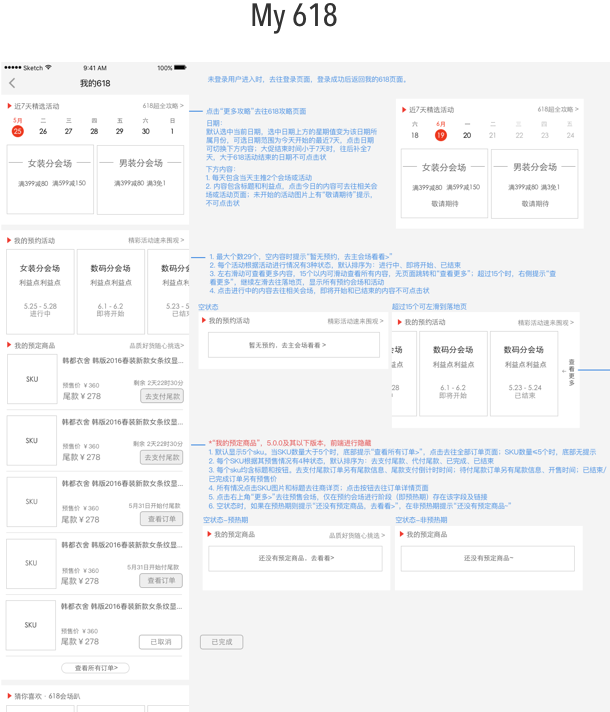 My 618
Sketch 9:41 AM 100%
我的618
未登录用户进入时，去往登录页面，登录成功后返回我的618页面。
近7天精选活动 618超全攻略 >
5月 二 三 四 五 六 日
25 26 27 28 29 30 1
女装分会场
满399减80 满599减150
男装分会场
满399减80 满3免1
点击“更多攻略”去往618攻略页面
日期：
默认选中当前日期，选中日期上方的星期值变为该日期所
属月份，可选日期范围为今天开始的最近7天，点击日期
可切换下方内容；大促结束时间小于7天时，往后补全7
天，大于618活动结束的日期不可点状
下方内容：
1. 每天包含当天主推2个会场或活动
2. 内容包含标题和利益点，点击今日的内容可去往相关会
场或活动页面；未开始的活动图片上有“敬请期待”提示，
不可点击状
近7天精选活动 618超全攻略 >
六 6月 一 二 三 四 五
18 19 20 21 22 23 24
女装分会场
满399减80 满599减150
敬请期待
男装分会场
满399减80 满3免1
敬请期待
我的预约活动 精彩活动速来围观 >
女装分会场
利益点利益点
5.25 - 5.28
进行中
数码分会场
利益点利益点
6.1 - 6.2
即将开始
数码分
利益点
5.23 - 5
已结
1. 最大个数29个，空内容时提示“暂无预约，去主会场看看>”
2. 每个活动根据活动进行情况有3种状态，默认排序为：进行中、即将开始、已结束
3. 左右滑动可查看更多内容，15个以内可滑动查看所有内容，无页面跳转和“查看更多”；超过15个时，右侧提示“查
看更多”，继续左滑去往落地页，显示所有预约会场和活动
4. 点击进行中的内容去往相关会场，即将开始和已结束的内容不可点击状
空状态
我的预约活动 精彩活动速来围观 >
暂无预约，去主会场看看 >
超过15个可左滑到落地页
我的预约活动 精彩活动速来围观 >
会场
利益点
6.2
开始
数码分会场
利益点利益点
6.1 - 6.2
即将开始
数码分会场
利益点利益点
5.23 - 5.24
已结束
查看更多
我的预定商品 品质好货随心挑选>
SKU
韩都衣舍 韩版2016春装新款女条纹显...
预售价 ¥ 360 剩余 2天22时30分
尾款 ¥ 278 去支付尾款
SKU
韩都衣舍 韩版2016春装新款女条纹显...
预售价 ¥ 360 剩余 2天22时30分
尾款 ¥ 278 去支付尾款
SKU
韩都衣舍 韩版2016春装新款女条纹显...
预售价 ¥ 360 5月31日开始付尾款
尾款 ¥ 278 查看订单
SKU
韩都衣舍 韩版2016春装新款女条纹显...
预售价 ¥ 360 5月31日开始付尾款
尾款 ¥ 278 查看订单
SKU
韩都衣舍 韩版2016春装新款女条纹显...
预售价 ¥ 360
尾款 ¥ 278 已取消
已完成
查看所有订单>
*“我的预定商品”，5.0.0及其以下版本，前端进行隐藏
1. 默认显示5个sku。当SKU数量大于5个时，底部提示“查看所有订单>”，点击去往全部订单页面；SKU数量≤5个时，底部无提示
2. 每个SKU根据其预售情况有4种状态，默认排序为：去支付尾款、代付尾款、已完成、已结束
3. 每个sku均含标题和按钮。去支付尾款订单另有尾款信息、尾款支付倒计时时间；待付尾款订单另有尾款信息、开售时间；已结束/
已完成订单另有预售价
4. 所有情况点击SKU图片和标题去往商详页；点击按钮去往订单详情页面
5. 点击右上角“更多>”去往预售会场，仅在预约会场进行阶段（即预热期）存在该字段及链接
6. 空状态时，如果在预热期则提示“还没有预定商品，去看看>”，在非预热期提示“还没有预定商品~”
空状态-预热期
我的预定商品 品质好货随心挑选 >
还没有预定商品，去看看>
空状态-非预热期
我的预定商品
还没有预定商品~
猜你喜欢 · 618会场趴